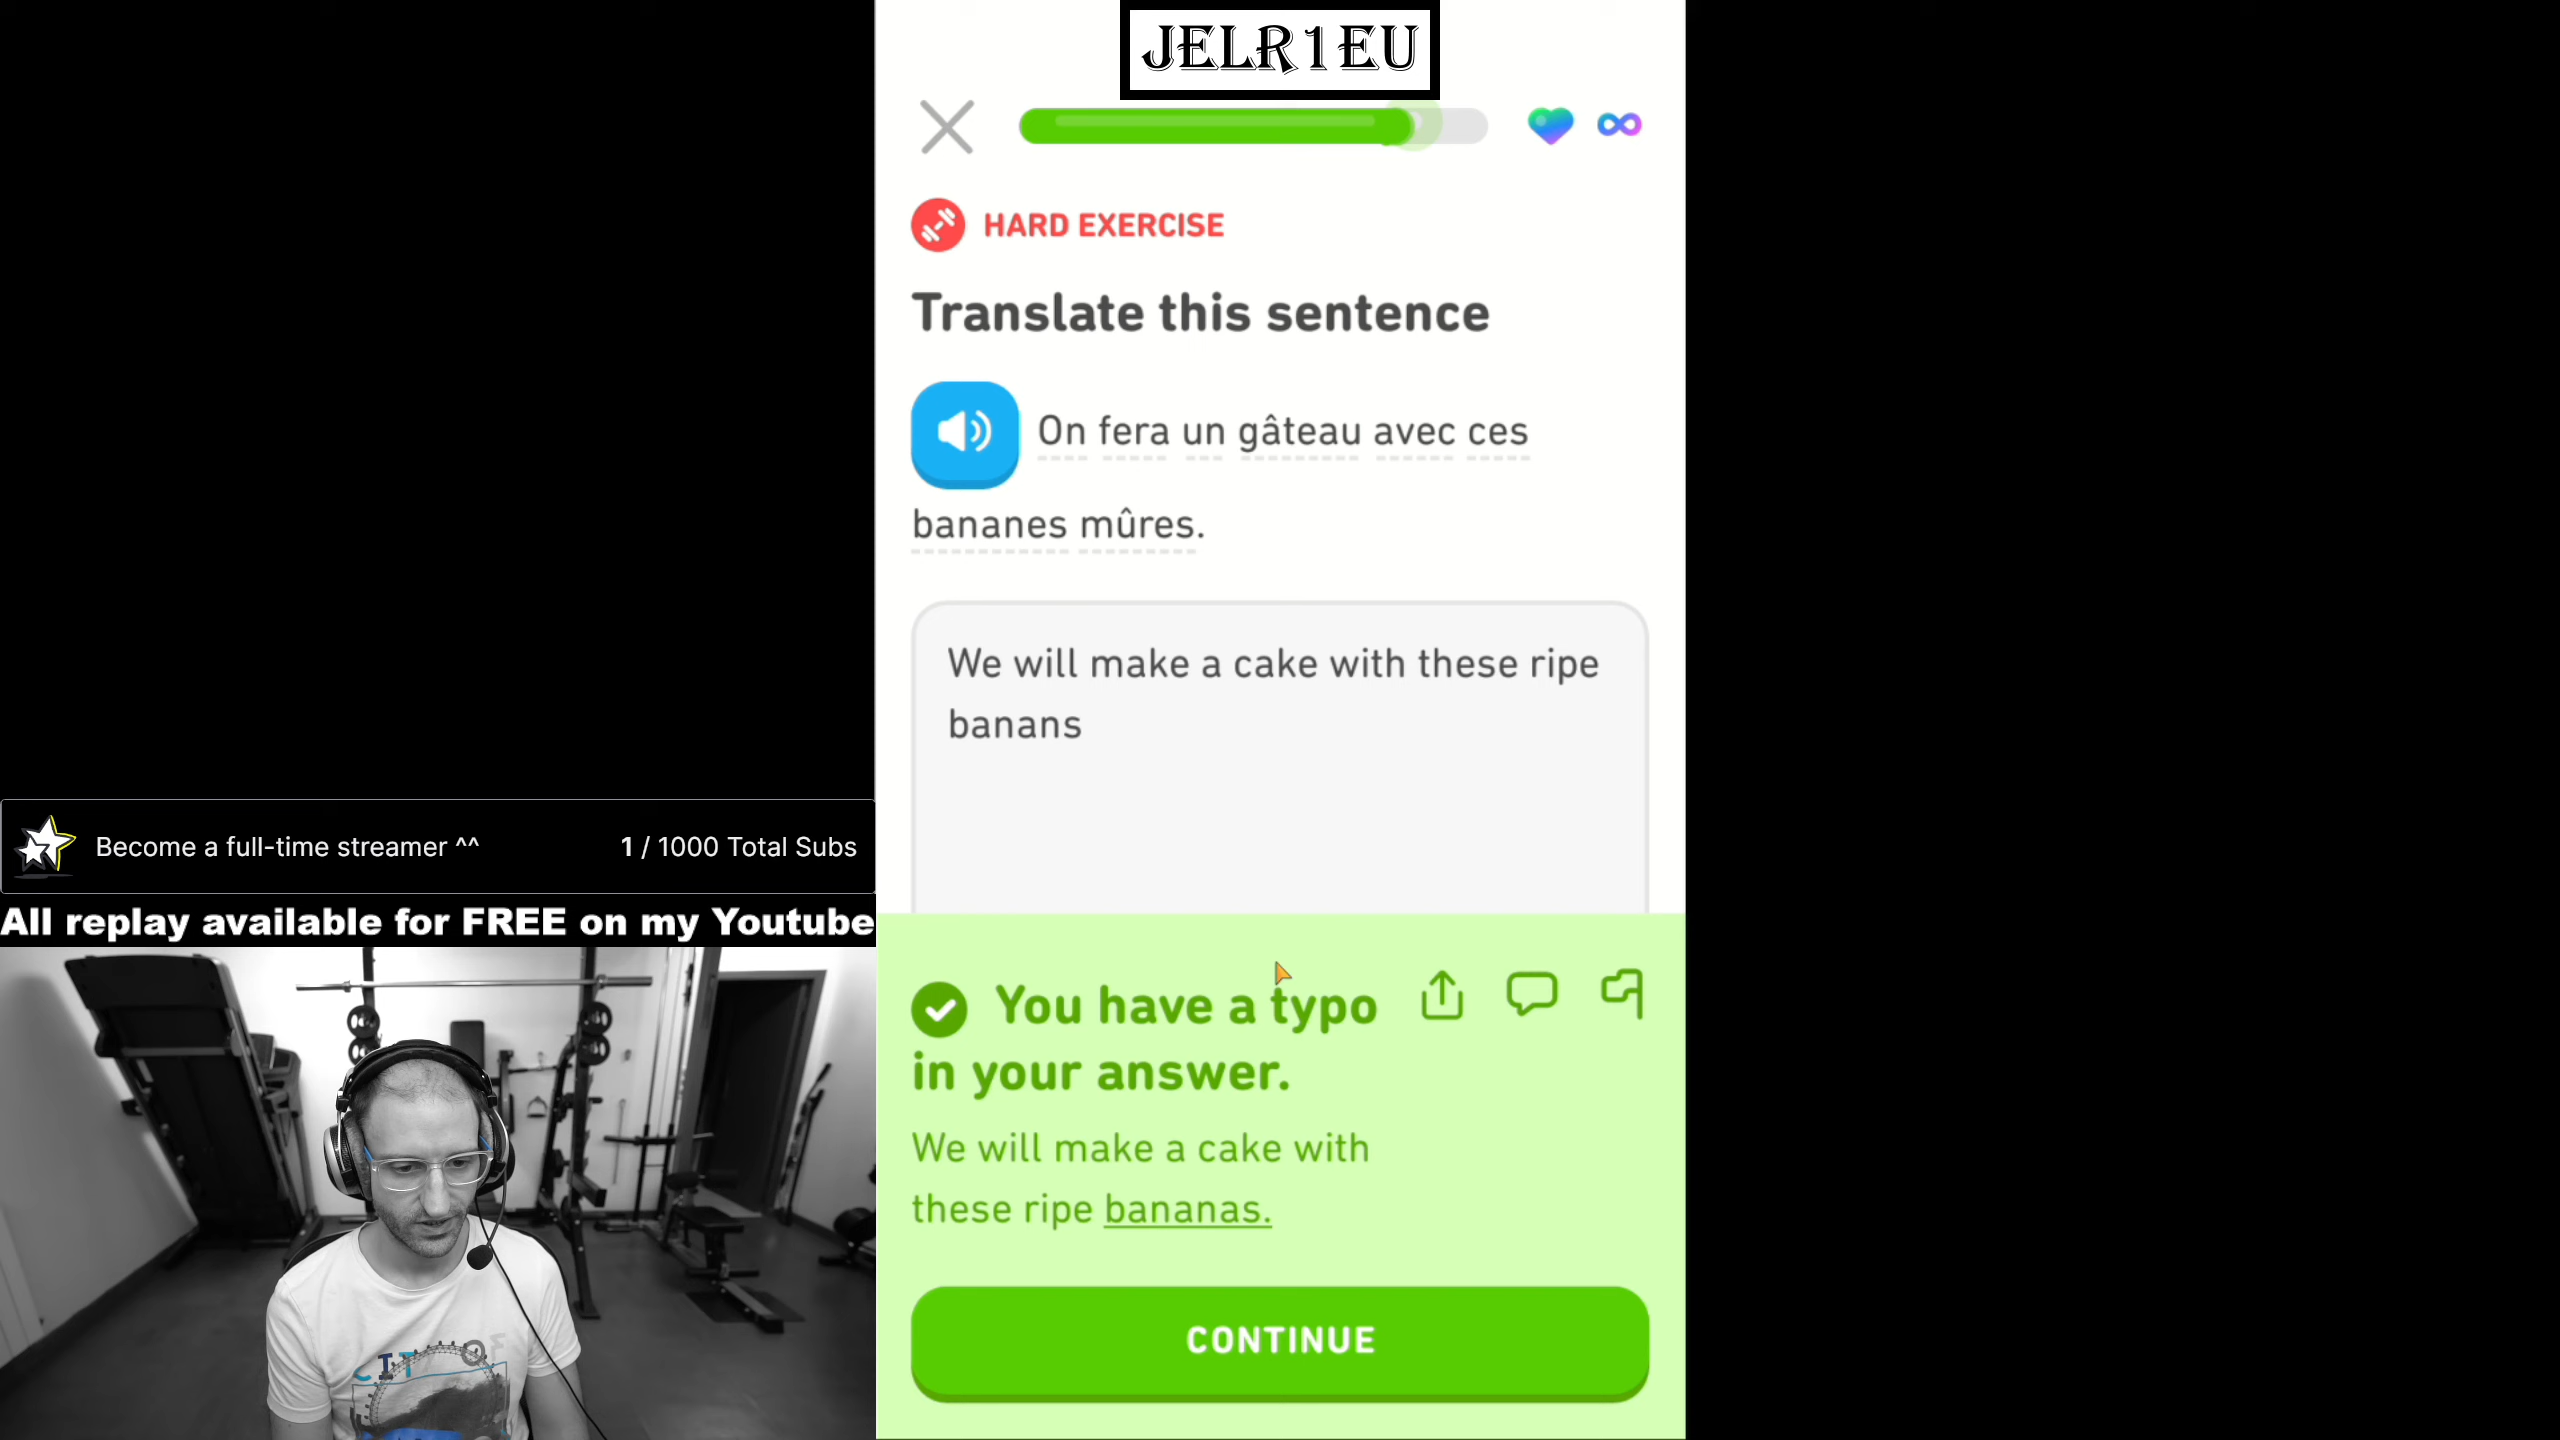 JELR1EU
HARD EXERCISE
Translate this sentence
On fera un gâteau avec ces
bananes mûres.
We will make a cake with these ripe
banans
Become a full-time streamer ^^
1 / 1000 Total Subs
All replay available for FREE on my Youtube
You have a typo
in your answer.
We will make a cake with
these ripe bananas.
CONTINUE
CIT OF